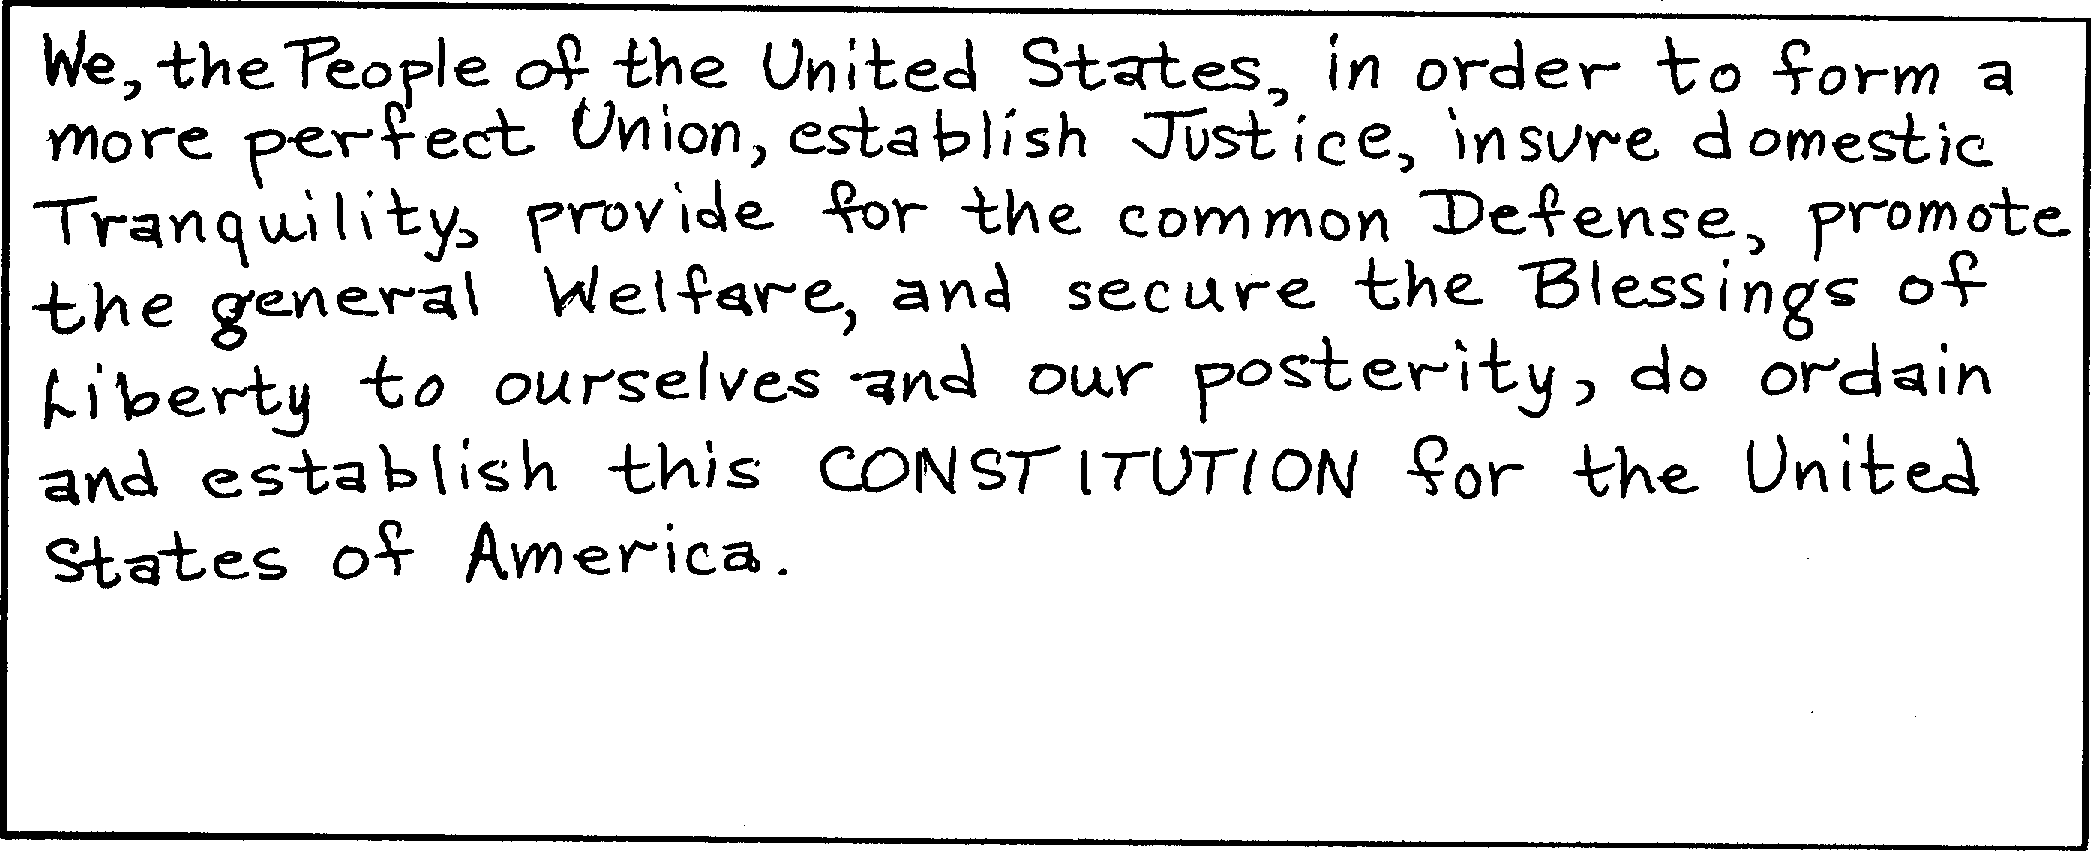 We, the People of the United States, in order to form a
more perfect Union, establish Justice, insure domestic
Tranquility, provide for the common Defense, promote
the general Welfare, and secure the Blessings of
Liberty to ourselves and our posterity, do ordain
and establish this CONSTITUTION for the United
States of America.